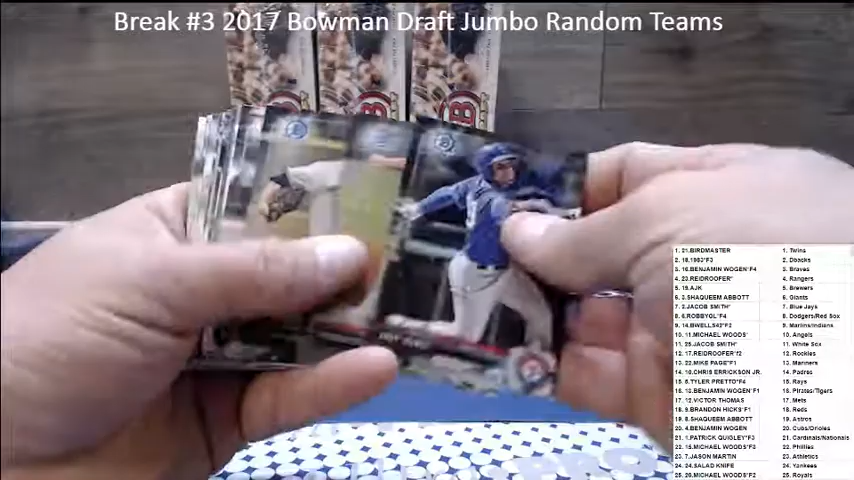 Break #3 2017 Bowman Draft Jumbo Random Teams
1. 21.BIRDMASTER 1. Twins
2. 18.1983*F3 2. Dbacks
3. 16.BENJAMIN WOGEN*F4 3. Braves
4. 23.REIDROOFER* 4. Rangers
5. 19.AJK 5. Brewers
6. 3.SHAQUEEM ABBOTT 6. Giants
7. 2.JACOB SMITH* 7. Blue Jays
8. 6.ROBBYOL*F4 8. Dodgers/Red Sox
9. 14.BWELLS42*F2 9. Marlins/Indians
10. 11.MICHAEL WOODS* 10. Angels
11. 25.JACOB SMITH* 11. White Sox
12. 17.REIDROOFER*f2 12. Rockies
13. 22.MIKE PAGE*F1 13. Mariners
14. 10.CHRIS ERRICKSON JR. 14. Padres
15. 5.TYLER PRETTO*F4 15. Rays
16. 12.BENJAMIN WOGEN*F1 16. Pirates/Tigers
17. 12.VICTOR THOMAS 17. Mets
18. 9.BRANDON HICKS*F1 18. Reds
19. 8.SHAQUEEM ABBOTT 19. Astros
20. 4.BENJAMIN WOGEN 20. Cubs/Orioles
21. 1.PATRICK QUIGLEY*F3 21. Cardinals/Nationals
22. 15.MICHAEL WOODS*F3 22. Phillies
23. 7.JASON MARTIN 23. Athletics
24. 24.SALAD KNIFE 24. Yankees
25. 20.MICHAEL WOODS*F2 25. Royals